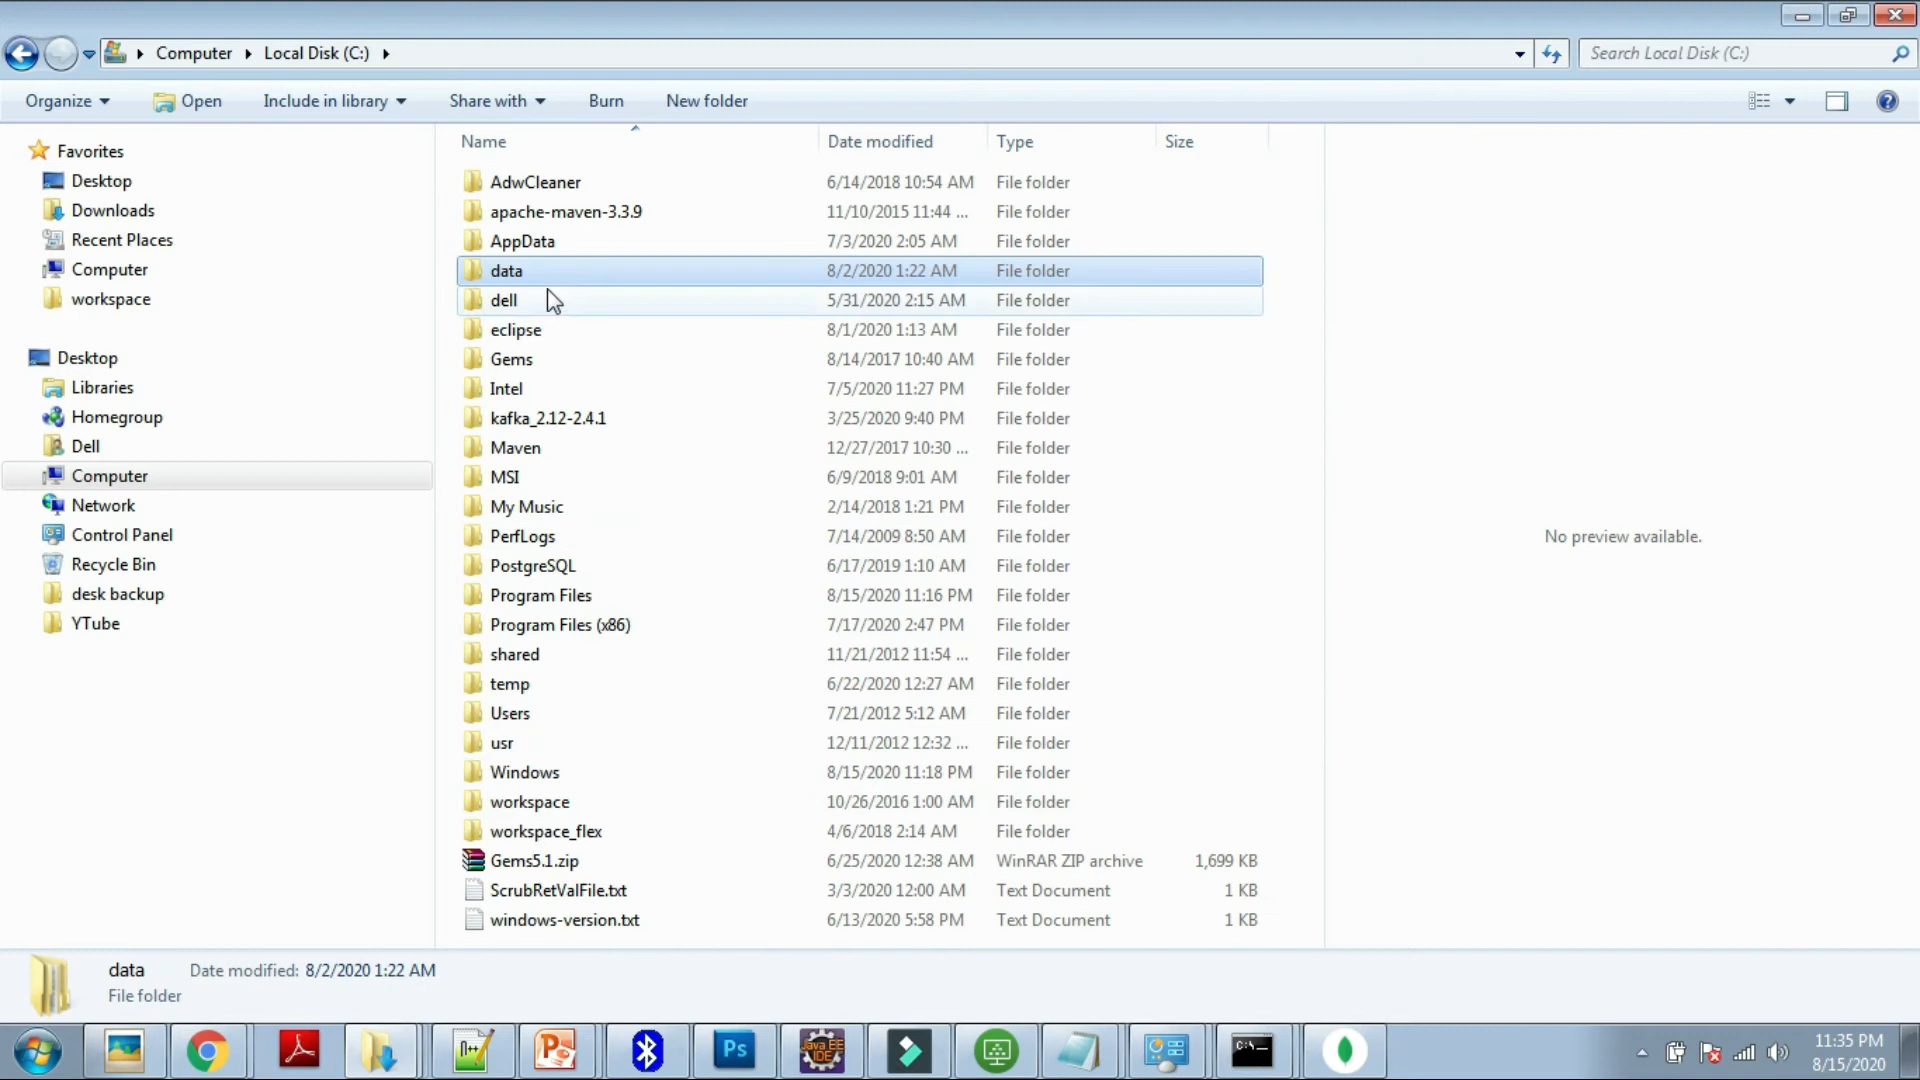 Computer Local Disk (C:) Search Local Disk (C:)
Organize Open Include in library Share with Burn New folder
Favorites
Desktop
Downloads
Recent Places
Computer
workspace
Desktop
Libraries
Homegroup
Dell
Computer
Network
Control Panel
Recycle Bin
desk backup
YTube
Name Date modified Type Size
AdwCleaner 6/14/2018 10:54 AM File folder
apache-maven-3.3.9 11/10/2015 11:44 ... File folder
AppData 7/3/2020 2:05 AM File folder
data 8/2/2020 1:22 AM File folder
dell 5/31/2020 2:15 AM File folder
eclipse 8/1/2020 1:13 AM File folder
Gems 8/14/2017 10:40 AM File folder
Intel 7/5/2020 11:27 PM File folder
kafka_2.12-2.4.1 3/25/2020 9:40 PM File folder
Maven 12/27/2017 10:30 ... File folder
MSI 6/9/2018 9:01 AM File folder
My Music 2/14/2018 1:21 PM File folder
PerfLogs 7/14/2009 8:50 AM File folder
PostgreSQL 6/17/2019 1:10 AM File folder
Program Files 8/15/2020 11:16 PM File folder
Program Files (x86) 7/17/2020 2:47 PM File folder
shared 11/21/2012 11:54 ... File folder
temp 6/22/2020 12:27 AM File folder
Users 7/21/2012 5:12 AM File folder
usr 12/11/2012 12:32 ... File folder
Windows 8/15/2020 11:18 PM File folder
workspace 10/26/2016 1:00 AM File folder
workspace_flex 4/6/2018 2:14 AM File folder
Gems5.1.zip 6/25/2020 12:38 AM WinRAR ZIP archive 1,699 KB
ScrubRetValFile.txt 3/3/2020 12:00 AM Text Document 1 KB
windows-version.txt 6/13/2020 5:58 PM Text Document 1 KB
No preview available.
data Date modified: 8/2/2020 1:22 AM
File folder
n++ P Ps Java EE IDE C:\_
11:35 PM
8/15/2020